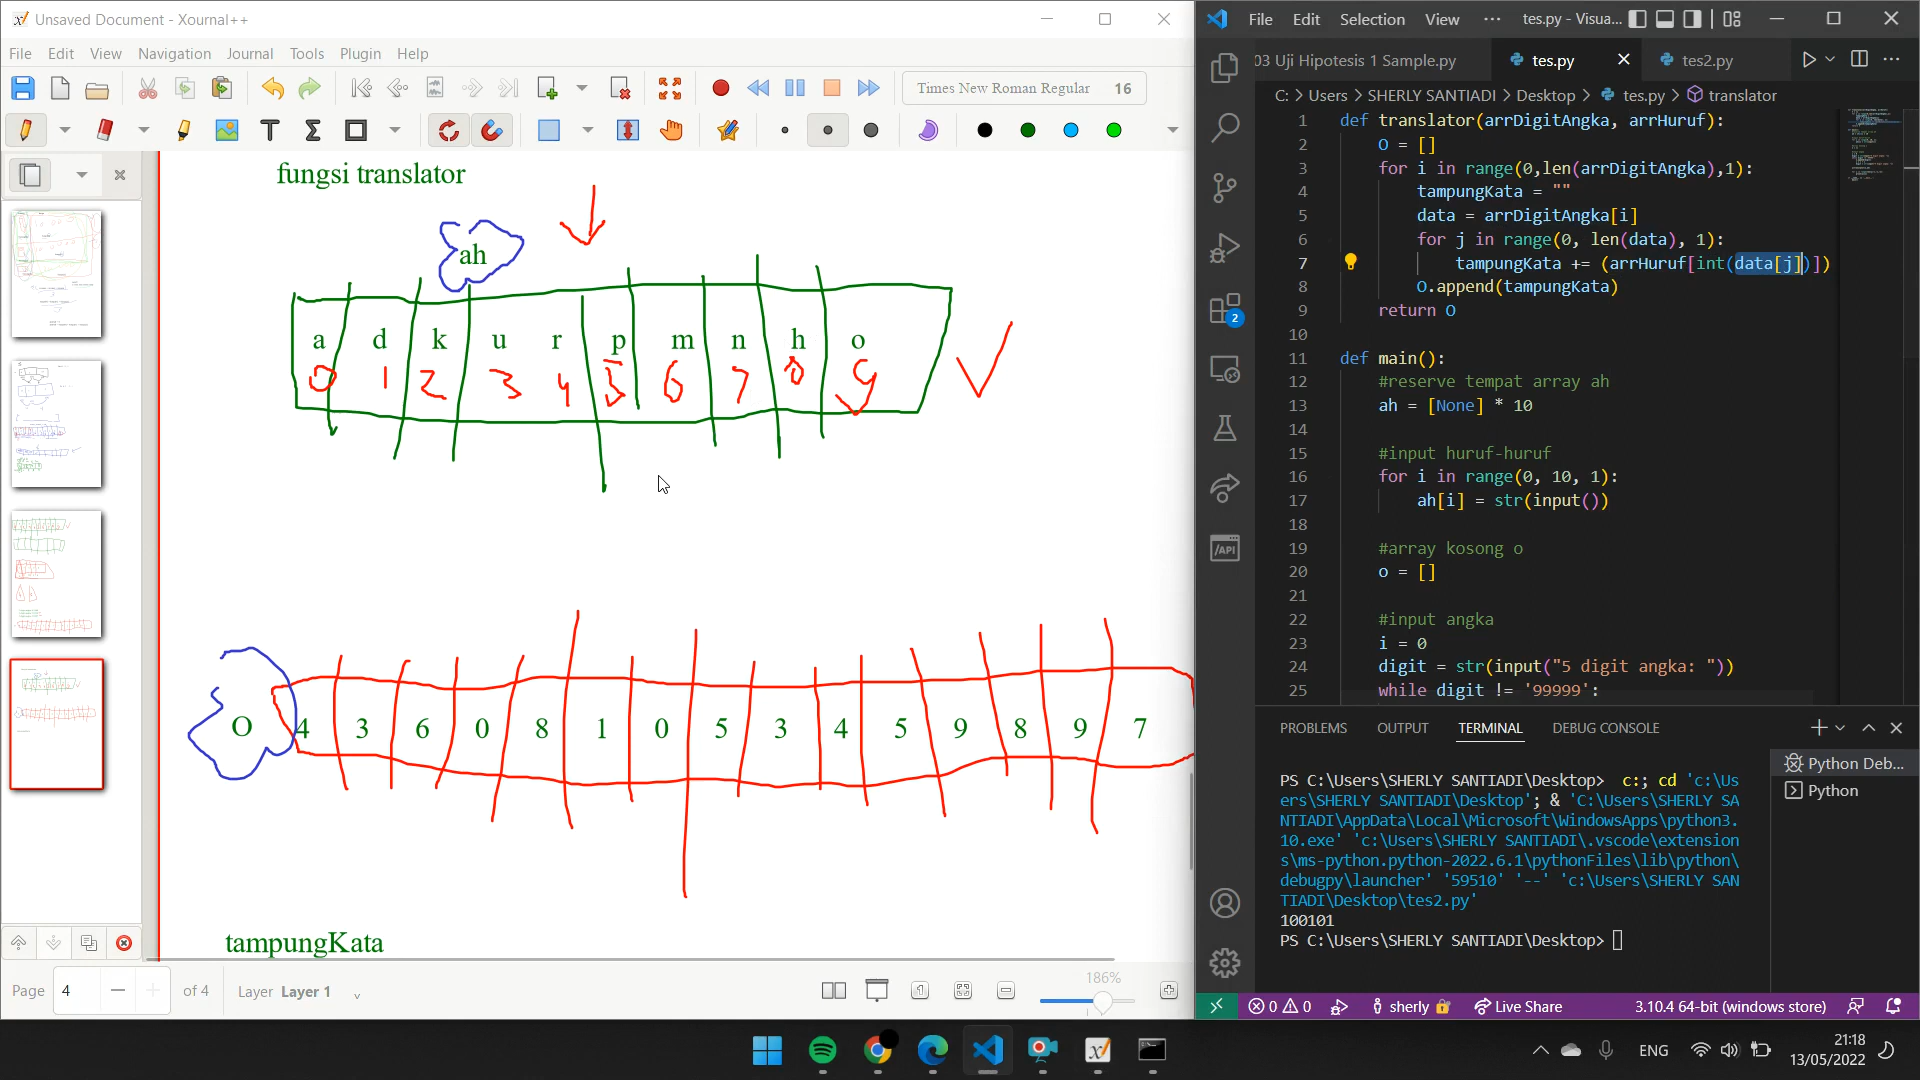 Unsaved Document - Xournal++
File Edit View Navigation Journal Tools Plugin Help
Times New Roman Regular 16
fungsi translator
ah
a d k u r p m n h o
0 1 2 3 4 5 6 7 8 9
O 4 3 6 0 8 1 0 5 3 4 5 9 8 9 7
tampungKata
Page 4 of 4 Layer Layer 1
186%
File Edit Selection View ··· tes.py - Visua...
03 Uji Hipotesis 1 Sample.py tes.py tes2.py
C: > Users > SHERLY SANTIADI > Desktop > tes.py > translator
1 def translator(arrDigitAngka, arrHuruf):
2 O = []
3 for i in range(0,len(arrDigitAngka),1):
4 tampungKata = ""
5 data = arrDigitAngka[i]
6 for j in range(0, len(data), 1):
7 tampungKata += (arrHuruf[int(data[j])])
8 O.append(tampungKata)
9 return O
10
11 def main():
12 #reserve tempat array ah
13 ah = [None] * 10
14
15 #input huruf-huruf
16 for i in range(0, 10, 1):
17 ah[i] = str(input())
18
19 #array kosong o
20 o = []
21
22 #input angka
23 i = 0
24 digit = str(input("5 digit angka: "))
25 while digit != '99999':
2
/API
PROBLEMS OUTPUT TERMINAL DEBUG CONSOLE
PS C:\Users\SHERLY SANTIADI\Desktop> c:; cd 'c:\Us
ers\SHERLY SANTIADI\Desktop'; & 'C:\Users\SHERLY SA
NTIADI\AppData\Local\Microsoft\WindowsApps\python3.
10.exe' 'c:\Users\SHERLY SANTIADI\.vscode\extension
s\ms-python.python-2022.6.1\pythonFiles\lib\python\
debugpy\launcher' '59510' '--' 'c:\Users\SHERLY SAN
TIADI\Desktop\tes2.py'
100101
PS C:\Users\SHERLY SANTIADI\Desktop>
Python Deb...
Python
0 0 sherly Live Share 3.10.4 64-bit (windows store)
ENG
21:18
13/05/2022